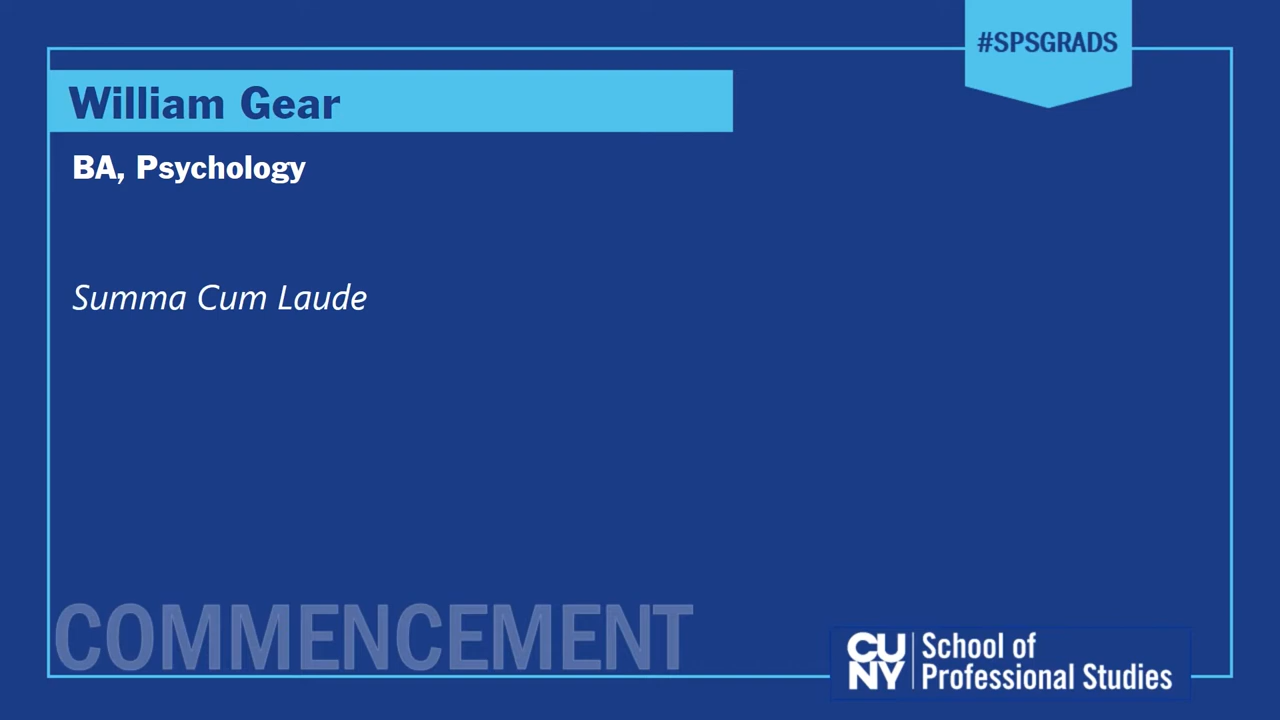 #SPSGRADS
William Gear
BA, Psychology
Summa Cum Laude
COMMENCEMENT
CU
NY
School of
Professional Studies